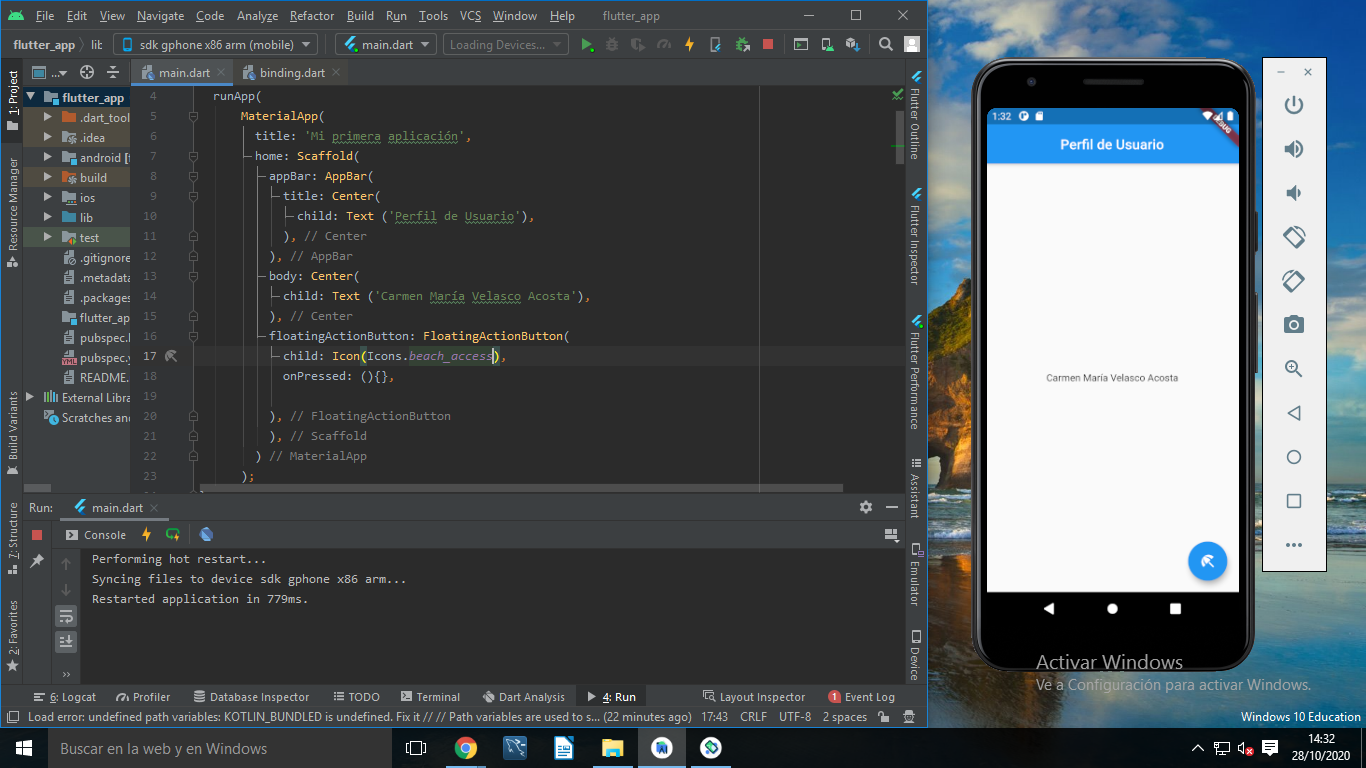 File Edit View Navigate Code Analyze Refactor Build Run Tools VCS Window Help flutter_app
flutter_app lib sdk gphone x86 arm (mobile) main.dart Loading Devices...
1: Project
Resource Manager
Build Variants
7: Structure
2: Favorites
...
main.dart
binding.dart
flutter_app
.dart_tool
.idea
android [
build
ios
lib
test
.gitignore
.metadata
.packages
flutter_ap
pubspec.l
pubspec.y
README.
External Libra
Scratches and
4 runApp(
5 MaterialApp(
6 title: 'Mi primera aplicación',
7 home: Scaffold(
8 appBar: AppBar(
9 title: Center(
10 child: Text ('Perfil de Usuario'),
11 ), // Center
12 ), // AppBar
13 body: Center(
14 child: Text ('Carmen María Velasco Acosta'),
15 ), // Center
16 floatingActionButton: FloatingActionButton(
17 child: Icon(Icons.beach_access),
18 onPressed: (){},
19
20 ), // FloatingActionButton
21 ), // Scaffold
22 ) // MaterialApp
23 );
Flutter Outline
Flutter Inspector
Flutter Performance
Assistant
Emulator
Device
Run: main.dart
Console
Performing hot restart...
Syncing files to device sdk gphone x86 arm...
Restarted application in 779ms.
6: Logcat Profiler Database Inspector TODO Terminal Dart Analysis 4: Run Layout Inspector 1 Event Log
Load error: undefined path variables: KOTLIN_BUNDLED is undefined. Fix it // // Path variables are used to s... (22 minutes ago) 17:43 CRLF UTF-8 2 spaces
1:32
DEBUG
Perfil de Usuario
Carmen María Velasco Acosta
Activar Windows
Ve a Configuración para activar Windows.
Windows 10 Education
Buscar en la web y en Windows
14:32
28/10/2020